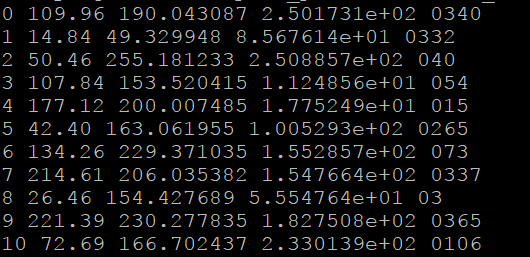 0 109.96 190.043087 2.501731e+02 0340
1 14.84 49.329948 8.567614e+01 0332
2 50.46 255.181233 2.508857e+02 040
3 107.84 153.520415 1.124856e+01 054
4 177.12 200.007485 1.775249e+01 015
5 42.40 163.061955 1.005293e+02 0265
6 134.26 229.371035 1.552857e+02 073
7 214.61 206.035382 1.547664e+02 0337
8 26.46 154.427689 5.554764e+01 03
9 221.39 230.277835 1.827508e+02 0365
10 72.69 166.702437 2.330139e+02 0106